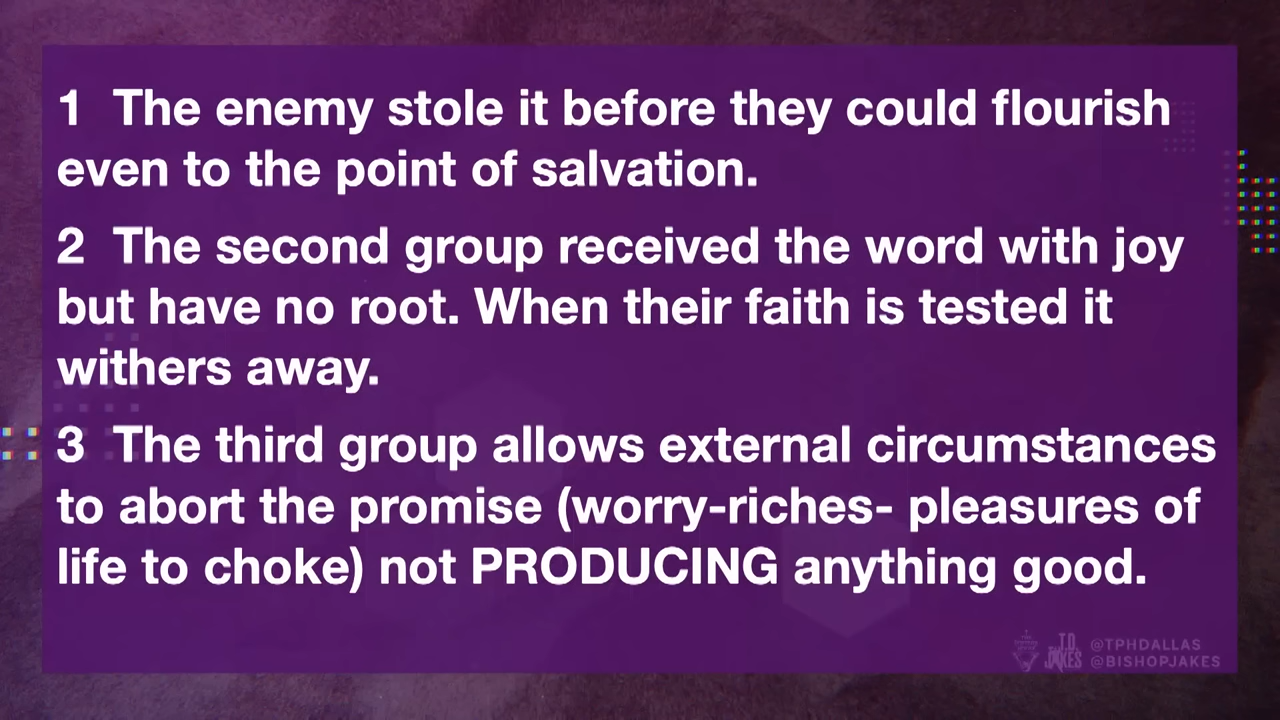 1 The enemy stole it before they could flourish
even to the point of salvation.
2 The second group received the word with joy
but have no root. When their faith is tested it
withers away.
3 The third group allows external circumstances
to abort the promise (worry-riches- pleasures of
life to choke) not PRODUCING anything good.
T.D.
JAKES
@TPHDALLAS
@BISHOPJAKES